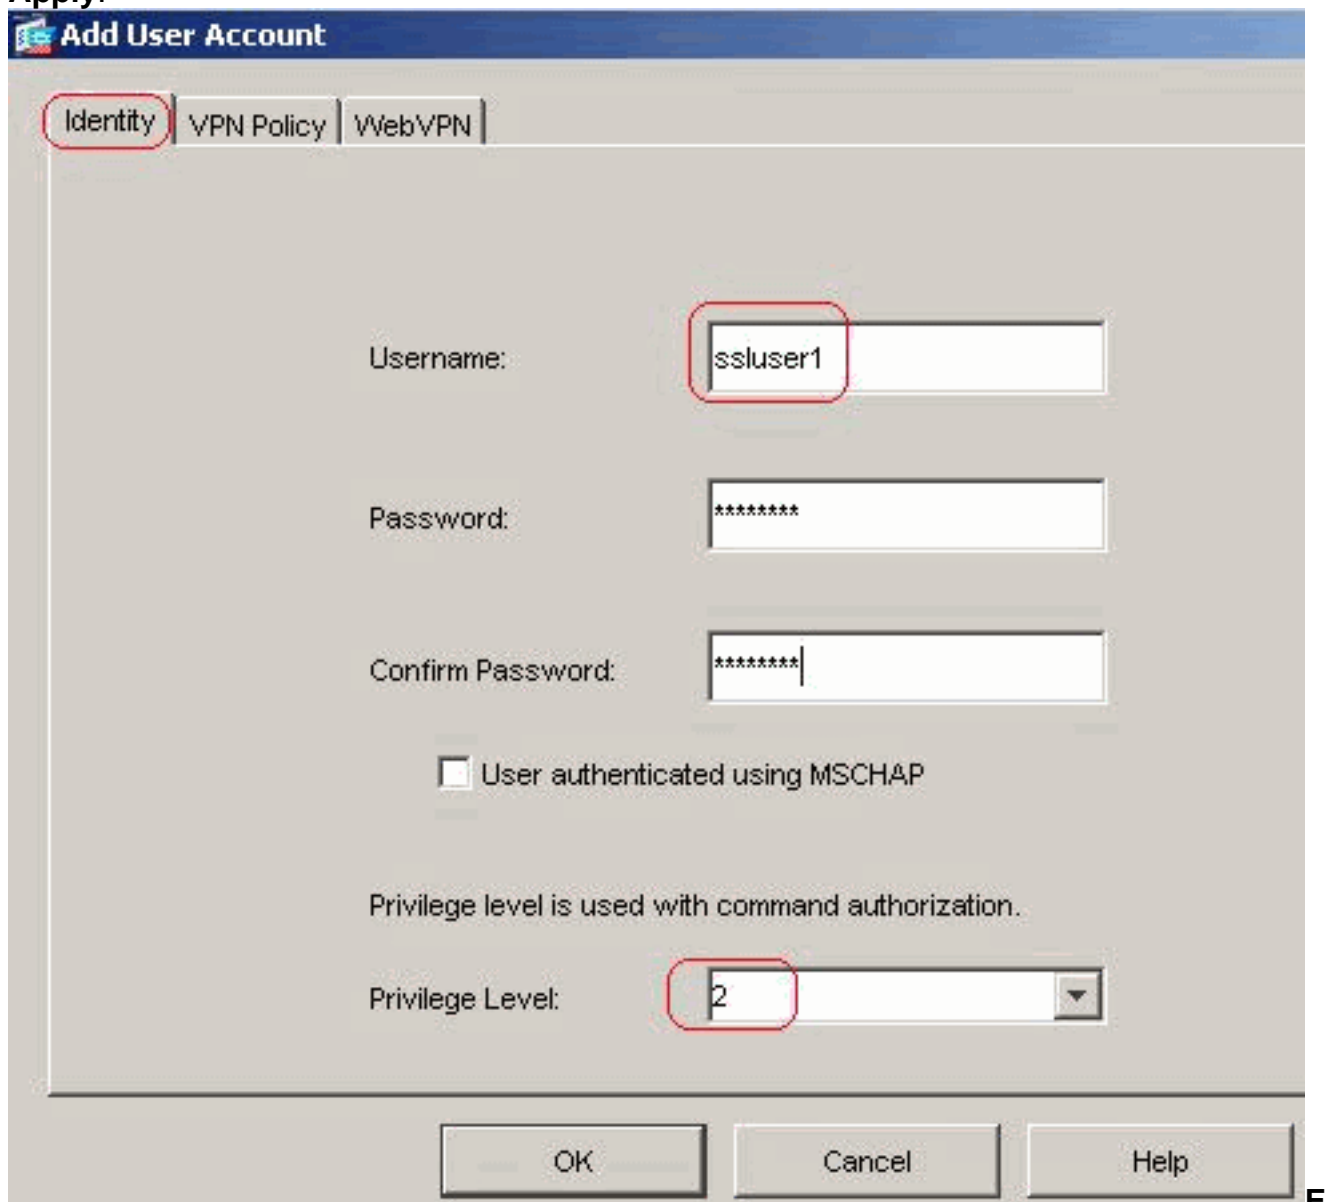 Apply.
Add User Account
Identity VPN Policy WebVPN
Username: ssluser1
Password: ********
Confirm Password: ********
User authenticated using MSCHAP
Privilege level is used with command authorization.
Privilege Level: 2
OK Cancel Help
E